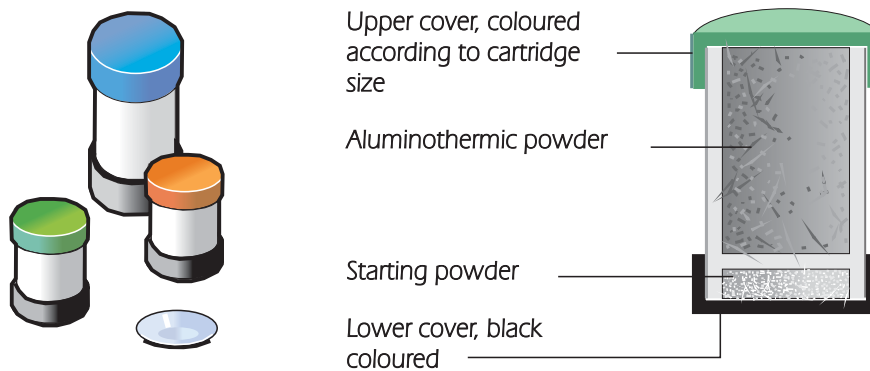 Upper cover, coloured
according to cartridge
size
Aluminothermic powder
Starting powder
Lower cover, black
coloured